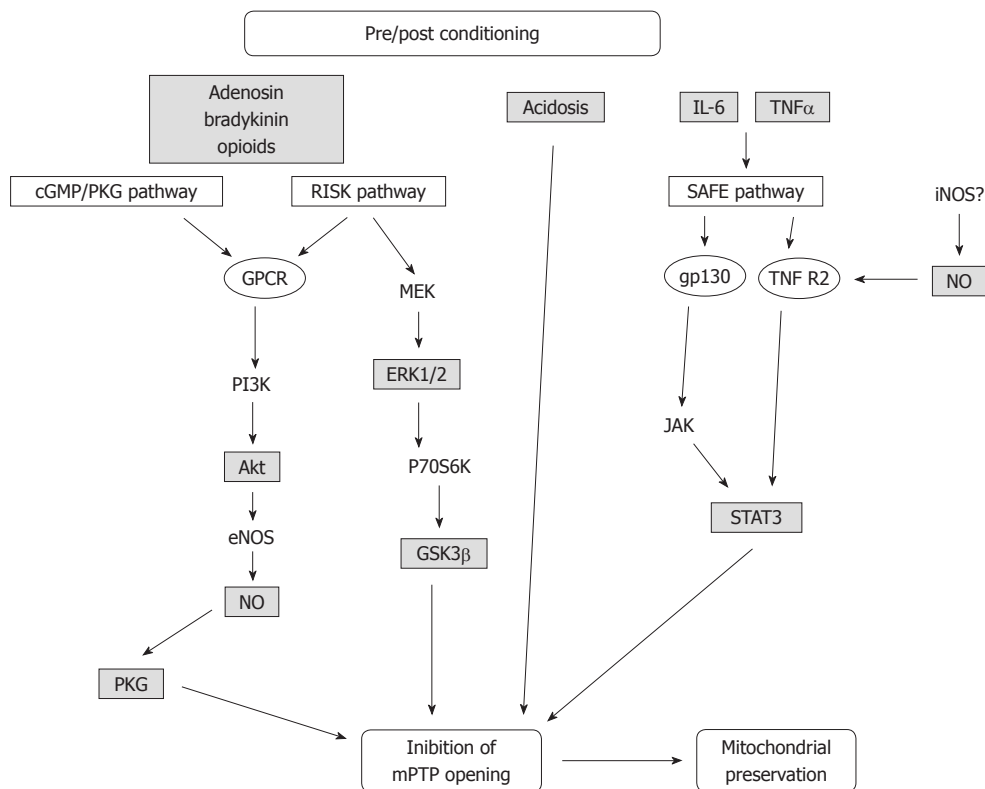 Pre/post conditioning
Adenosin
bradykinin
opioids
Acidosis
IL-6
TNFα
cGMP/PKG pathway
RISK pathway
SAFE pathway
iNOS?
GPCR
MEK
gp130
TNF R2
NO
PI3K
ERK1/2
JAK
Akt
P70S6K
STAT3
eNOS
GSK3β
NO
PKG
Inibition of
mPTP opening
Mitochondrial
preservation